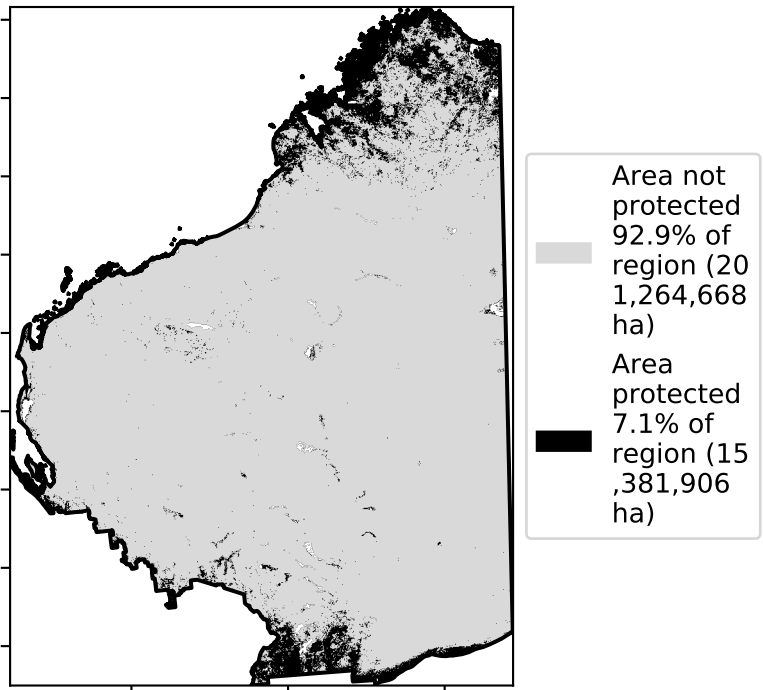 Area not
protected
92.9% of
region (20
1,264,668
ha)
Area
protected
7.1% of
region (15
,381,906
ha)